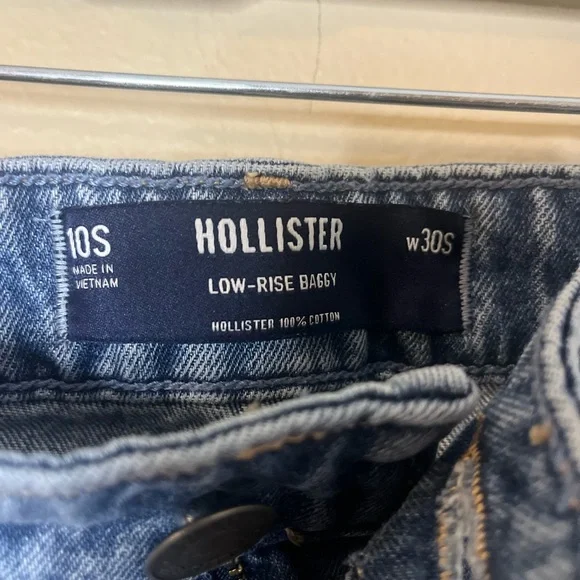 10S
MADE IN
VIETNAM
HOLLISTER
LOW-RISE BAGGY
HOLLISTER 100% COTTON
W30S